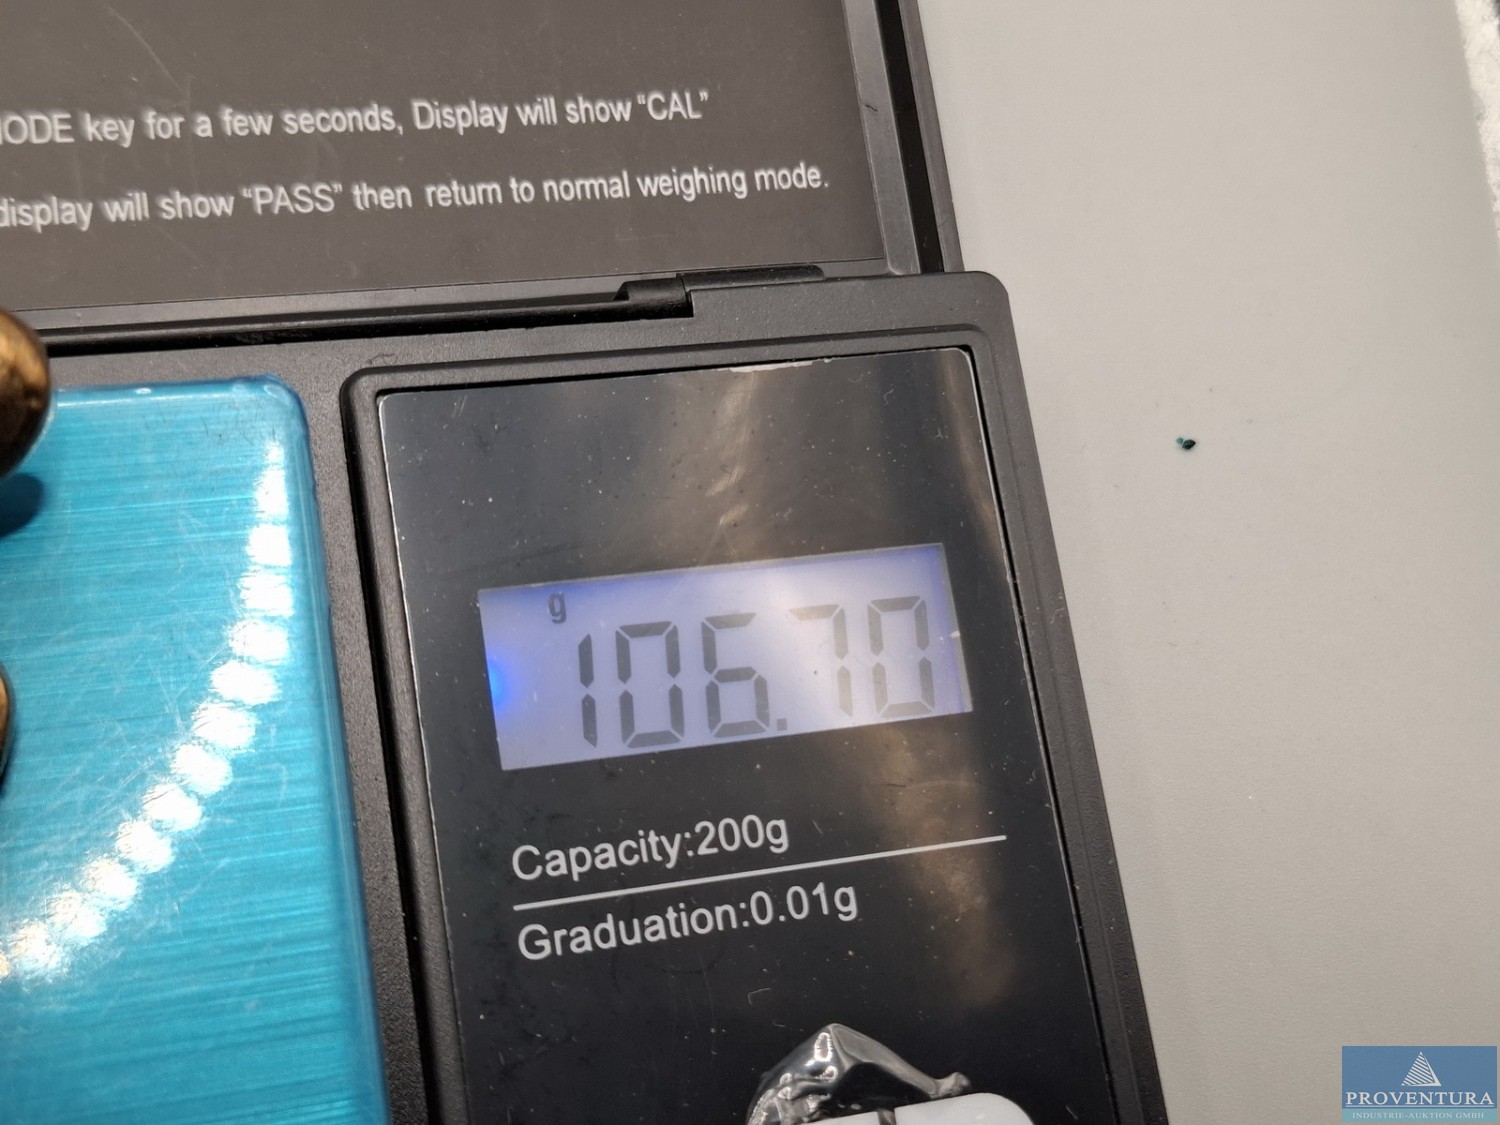 MODE key for a few seconds, Display will show “CAL”
display will show “PASS” then return to normal weighing mode.
g
106.70
Capacity:200g
Graduation:0.01g
PROVENTURA
INDUSTRIE-AUKTION GMBH